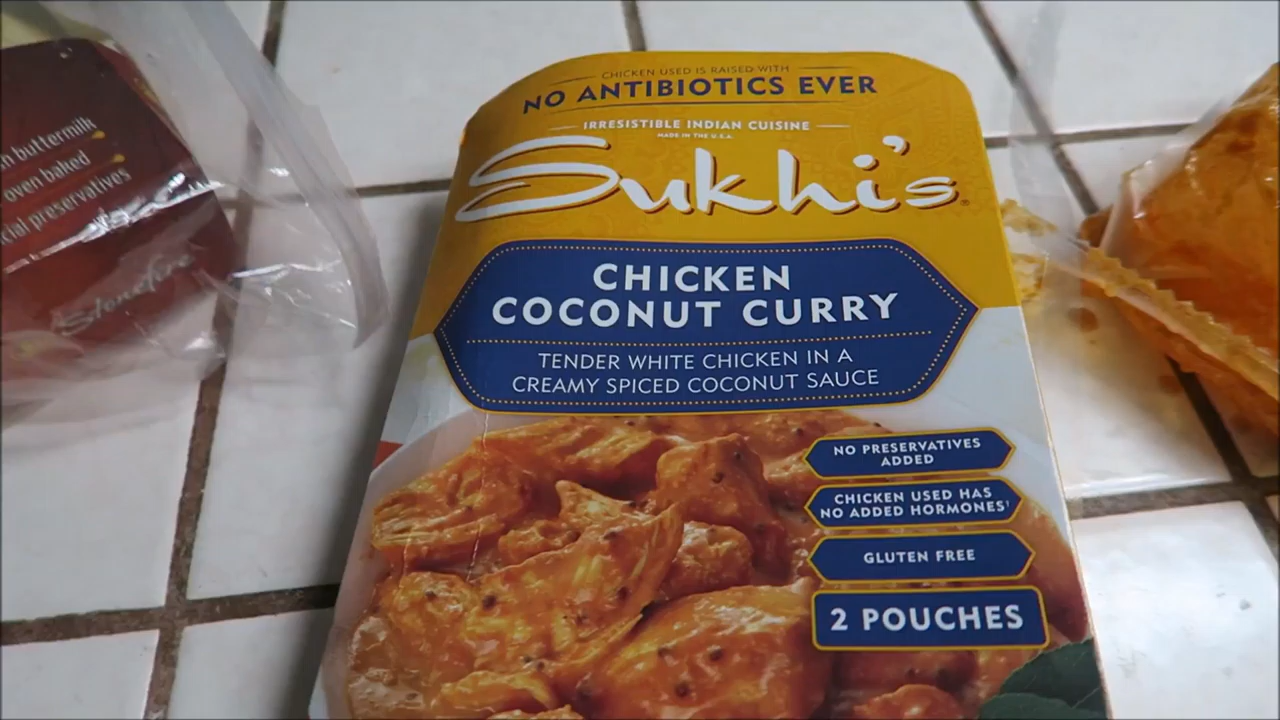 CHICKEN USED IS RAISED WITH
NO ANTIBIOTICS EVER
IRRESISTIBLE INDIAN CUISINE
MADE IN THE U.S.A.
Sukhi's
CHICKEN
COCONUT CURRY
TENDER WHITE CHICKEN IN A
CREAMY SPICED COCONUT SAUCE
NO PRESERVATIVES
ADDED
CHICKEN USED HAS
NO ADDED HORMONES†
GLUTEN FREE
2 POUCHES
buttermilk
oven baked
preservatives
Stonefire